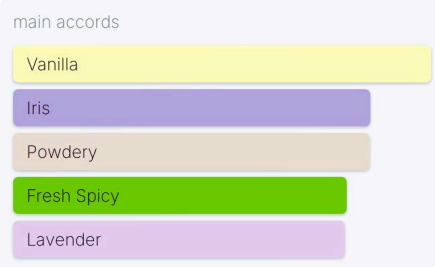 main accords
Vanilla
Iris
Powdery
Fresh Spicy
Lavender